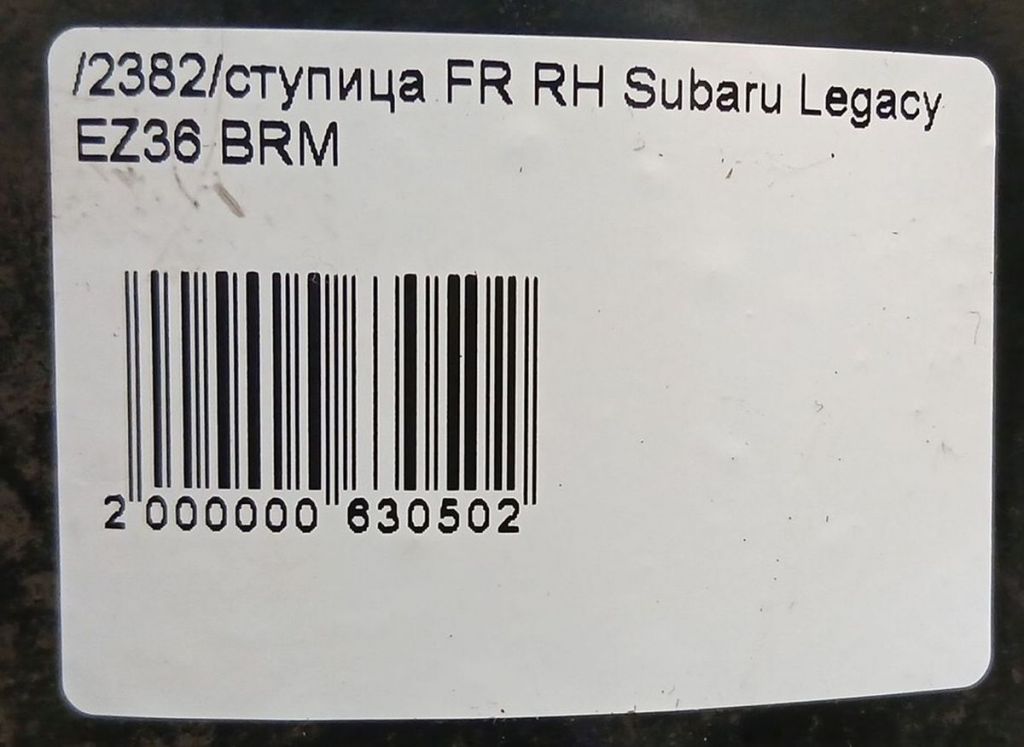 /2382/ступица FR RH Subaru Legacy
EZ36 BRM
2 000000 630502